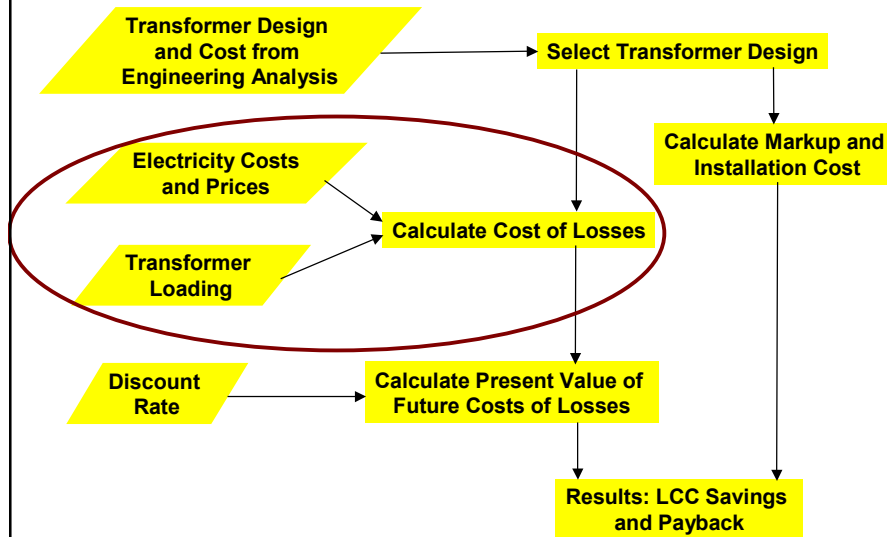 Transformer Design
and Cost from
Engineering Analysis
Select Transformer Design
Calculate Markup and
Installation Cost
Electricity Costs
and Prices
Calculate Cost of Losses
Transformer
Loading
Discount
Rate
Calculate Present Value of
Future Costs of Losses
Results: LCC Savings
and Payback